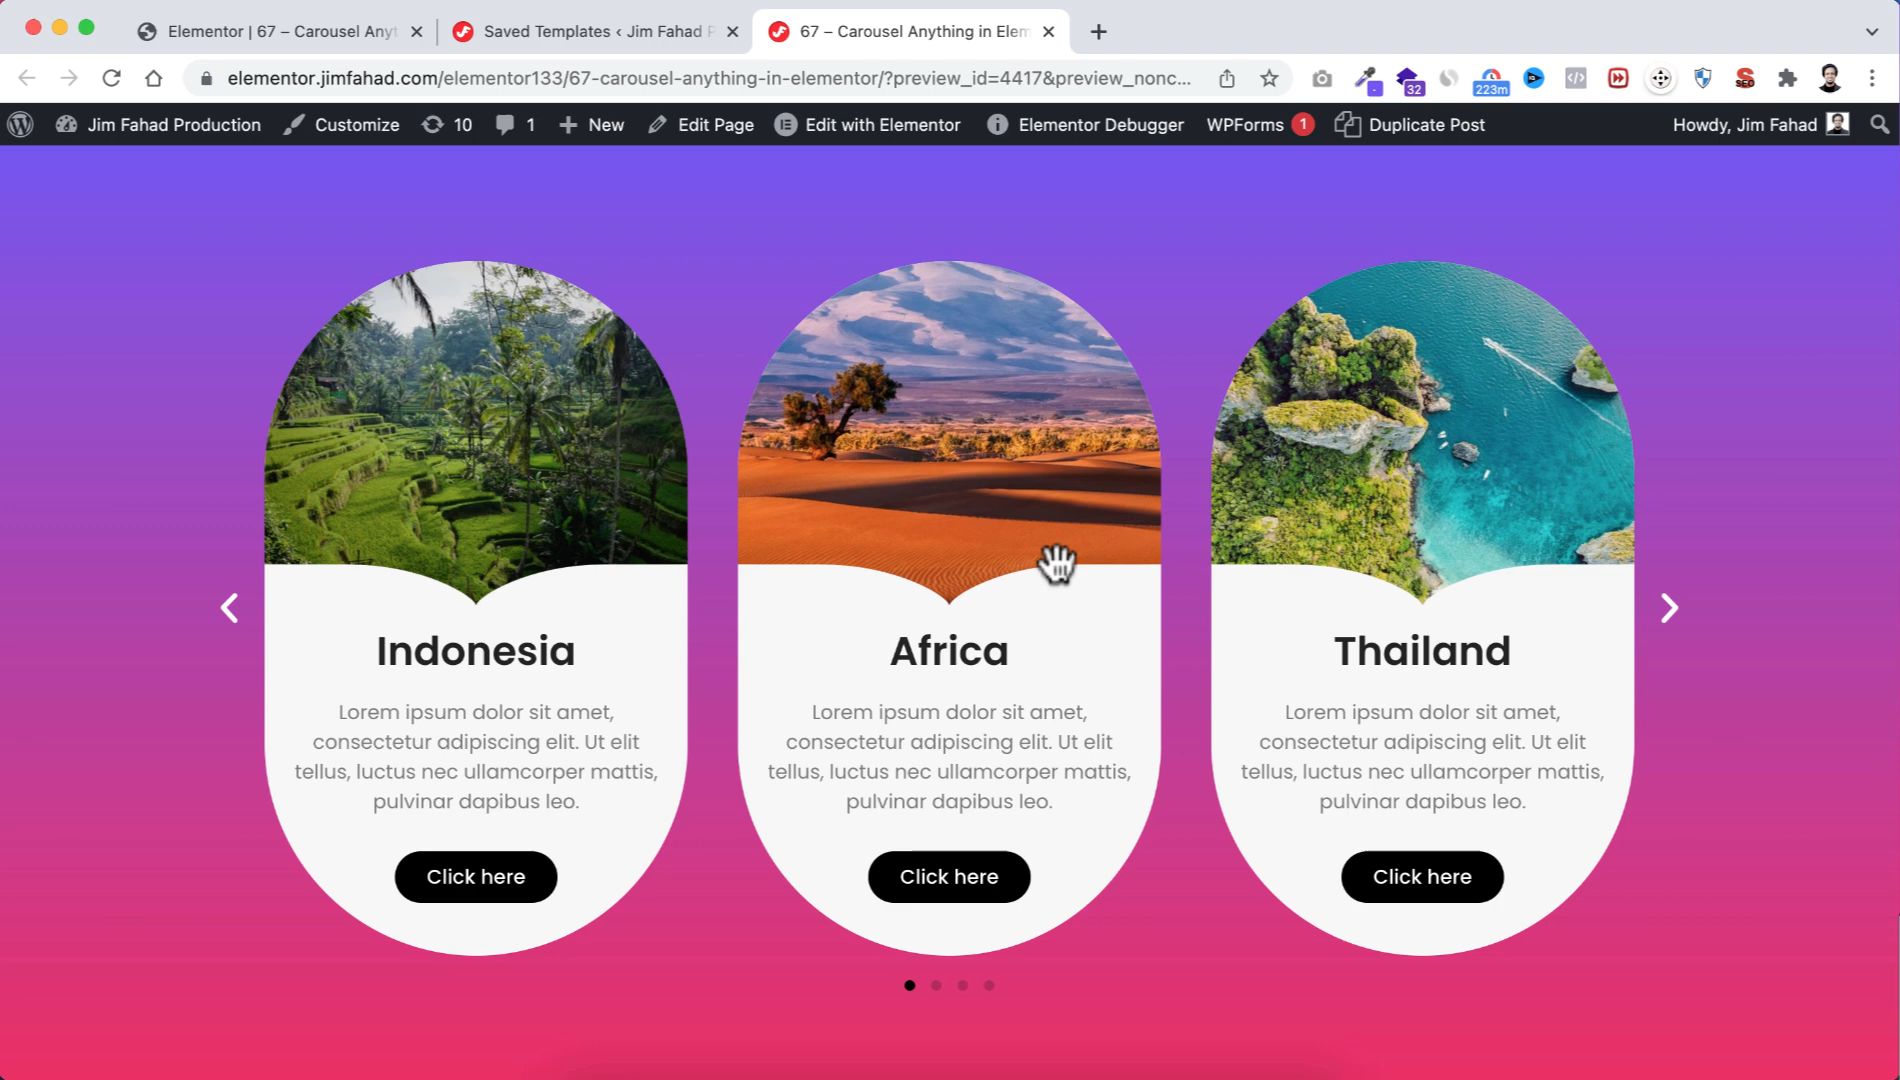 Elementor | 67 – Carousel Anyt
Saved Templates ‹ Jim Fahad P
67 – Carousel Anything in Elem
elementor.jimfahad.com/elementor133/67-carousel-anything-in-elementor/?preview_id=4417&preview_nonc...
-
32
223m
SEO
Jim Fahad Production
Customize
10
1
New
Edit Page
Edit with Elementor
Elementor Debugger
WPForms 1
Duplicate Post
Howdy, Jim Fahad
Indonesia
Lorem ipsum dolor sit amet,
consectetur adipiscing elit. Ut elit
tellus, luctus nec ullamcorper mattis,
pulvinar dapibus leo.
Click here
Africa
Lorem ipsum dolor sit amet,
consectetur adipiscing elit. Ut elit
tellus, luctus nec ullamcorper mattis,
pulvinar dapibus leo.
Click here
Thailand
Lorem ipsum dolor sit amet,
consectetur adipiscing elit. Ut elit
tellus, luctus nec ullamcorper mattis,
pulvinar dapibus leo.
Click here